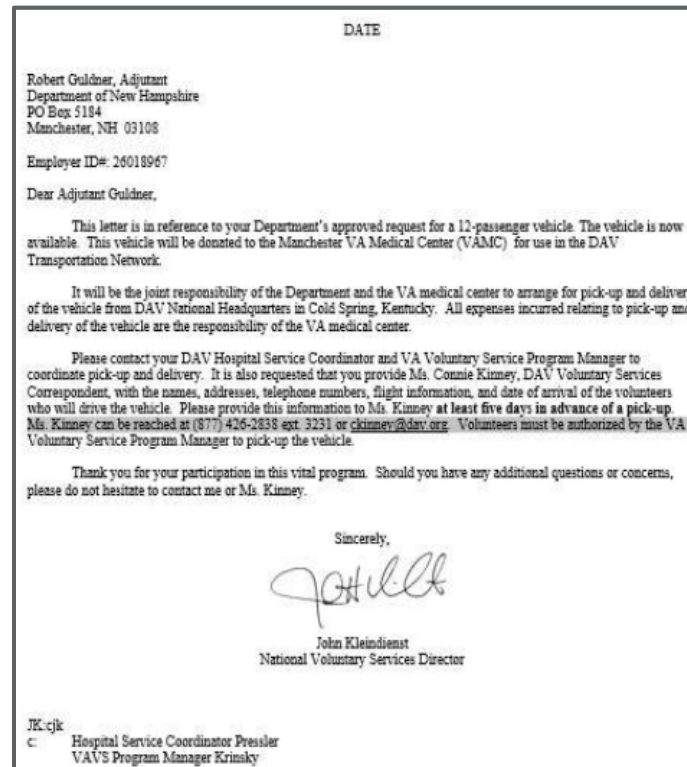 DATE
Robert Guldner, Adjutant
Department of New Hampshire
PO Box 5184
Manchester, NH 03108
Employer ID#: 26018967
Dear Adjutant Guldner,
This letter is in reference to your Department's approved request for a 12-passenger vehicle. The vehicle is now
available. This vehicle will be donated to the Manchester VA Medical Center (VAMC) for use in the DAV
Transportation Network.
It will be the joint responsibility of the Department and the VA medical center to arrange for pick-up and deliver
of the vehicle from DAV National Headquarters in Cold Spring, Kentucky. All expenses incurred relating to pick-up and
delivery of the vehicle are the responsibility of the VA medical center.
Please contact your DAV Hospital Service Coordinator and VA Voluntary Service Program Manager to
coordinate pick-up and delivery. It is also requested that you provide Ms. Connie Kinney, DAV Voluntary Services
Correspondent, with the names, addresses, telephone numbers, flight information, and date of arrival of the volunteers
who will drive the vehicle. Please provide this information to Ms. Kinney at least five days in advance of a pick-up.
Ms. Kinney can be reached at (877) 426-2838 ext. 3231 or ckinney@dav.org. Volunteers must be authorized by the VA
Voluntary Service Program Manager to pick-up the vehicle.
Thank you for your participation in this vital program. Should you have any additional questions or concerns,
please do not hesitate to contact me or Ms. Kinney.
Sincerely,
John Kleindienst
National Voluntary Services Director
JK:cjk
c: Hospital Service Coordinator Pressler
VAVS Program Manager Krinsky